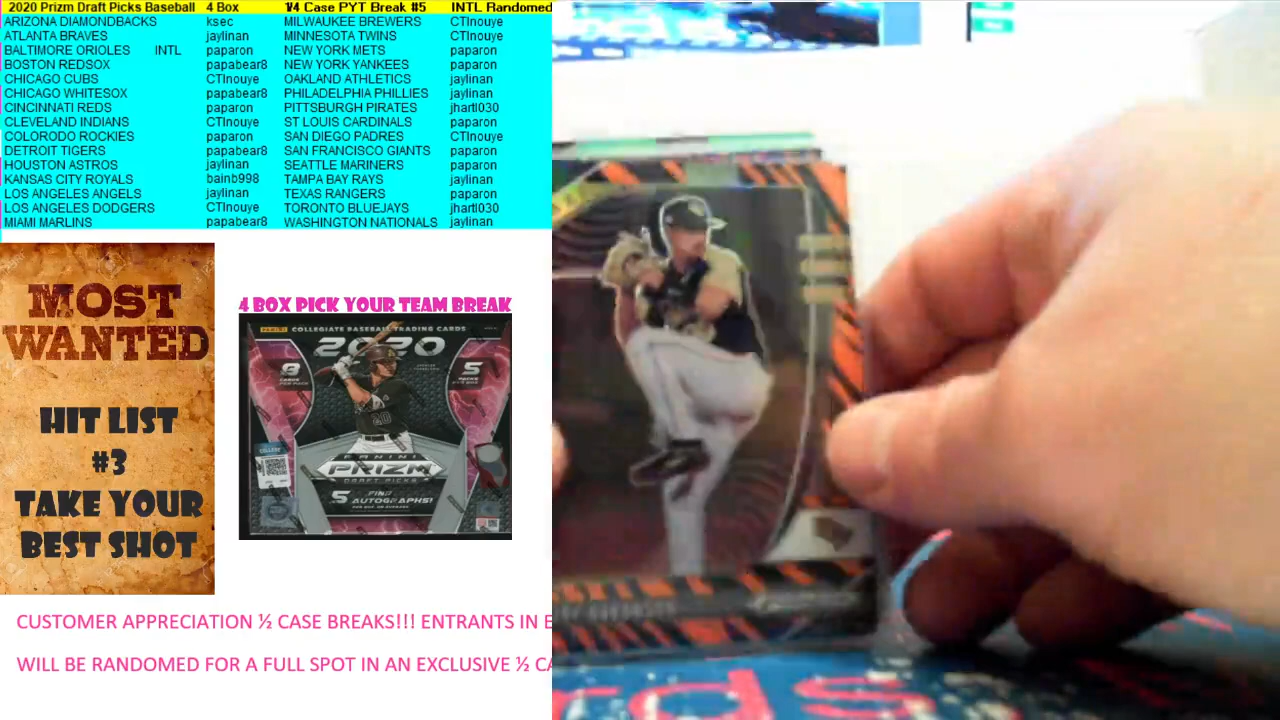 2020 Prizm Draft Picks Baseball 4 Box 1/4 Case PYT Break #5 INTL Randomed
ARIZONA DIAMONDBACKS ksec MILWAUKEE BREWERS CTInouye
ATLANTA BRAVES jaylinan MINNESOTA TWINS CTInouye
BALTIMORE ORIOLES INTL paparon NEW YORK METS paparon
BOSTON REDSOX papabear8 NEW YORK YANKEES paparon
CHICAGO CUBS CTInouye OAKLAND ATHLETICS jaylinan
CHICAGO WHITESOX papabear8 PHILADELPHIA PHILLIES jaylinan
CINCINNATI REDS paparon PITTSBURGH PIRATES jhartl030
CLEVELAND INDIANS CTInouye ST LOUIS CARDINALS paparon
COLORODO ROCKIES paparon SAN DIEGO PADRES CTInouye
DETROIT TIGERS papabear8 SAN FRANCISCO GIANTS paparon
HOUSTON ASTROS jaylinan SEATTLE MARINERS paparon
KANSAS CITY ROYALS bainb998 TAMPA BAY RAYS jaylinan
LOS ANGELES ANGELS jaylinan TEXAS RANGERS paparon
LOS ANGELES DODGERS CTInouye TORONTO BLUEJAYS jhartl030
MIAMI MARLINS papabear8 WASHINGTON NATIONALS jaylinan
MOST
WANTED
HIT LIST
#3
TAKE YOUR
BEST SHOT
4 BOX PICK YOUR TEAM BREAK
PANINI COLLEGIATE BASEBALL TRADING CARDS
2020
5
PACKS
PANINI
PRIZM
DRAFT PICKS
5 FIND
AUTOGRAPHS!
CUSTOMER APPRECIATION ½ CASE BREAKS!!! ENTRANTS IN
WILL BE RANDOMED FOR A FULL SPOT IN AN EXCLUSIVE ½ CA
rds